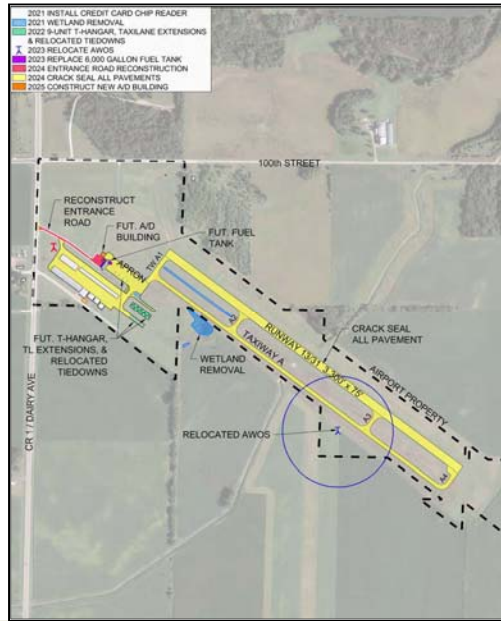 2021 INSTALL CREDIT CARD CHIP READER
2021 WETLAND REMOVAL
2022 9-UNIT T-HANGAR, TAXILANE EXTENSIONS
& RELOCATED TIEDOWNS
2023 RELOCATE AWOS
2023 REPLACE 6,000 GALLON FUEL TANK
2024 ENTRANCE ROAD RECONSTRUCTION
2024 CRACK SEAL ALL PAVEMENTS
2025 CONSTRUCT NEW A/D BUILDING
100th STREET
RECONSTRUCT
ENTRANCE
ROAD
FUT. A/D
BUILDING
FUT. FUEL
TANK
APRON
TW A1
CRACK SEAL
ALL PAVEMENT
RUNWAY 13/31 3,300' x 75'
AIRPORT PROPERTY
A2
TAXIWAY A
FUT. T-HANGAR,
TL EXTENSIONS, &
RELOCATED
TIEDOWNS
WETLAND
REMOVAL
RELOCATED AWOS
A3
A4
CR 1 / DAIRY AVE